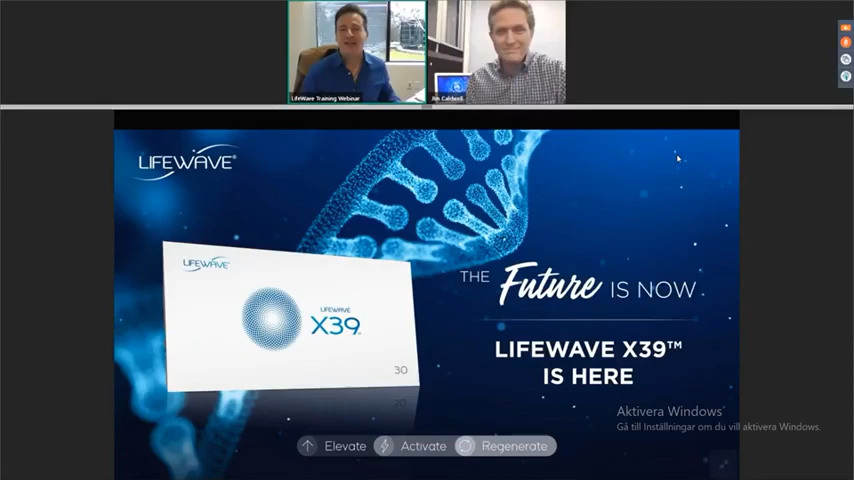 LifeWave Training Webinar
Jim Caldwell
LIFEWAVE®
LIFEWAVE
LIFEWAVE
X39™
30
THE Future IS NOW
LIFEWAVE X39™
IS HERE
Aktivera Windows
Gå till Inställningar om du vill aktivera Windows.
Elevate Activate Regenerate